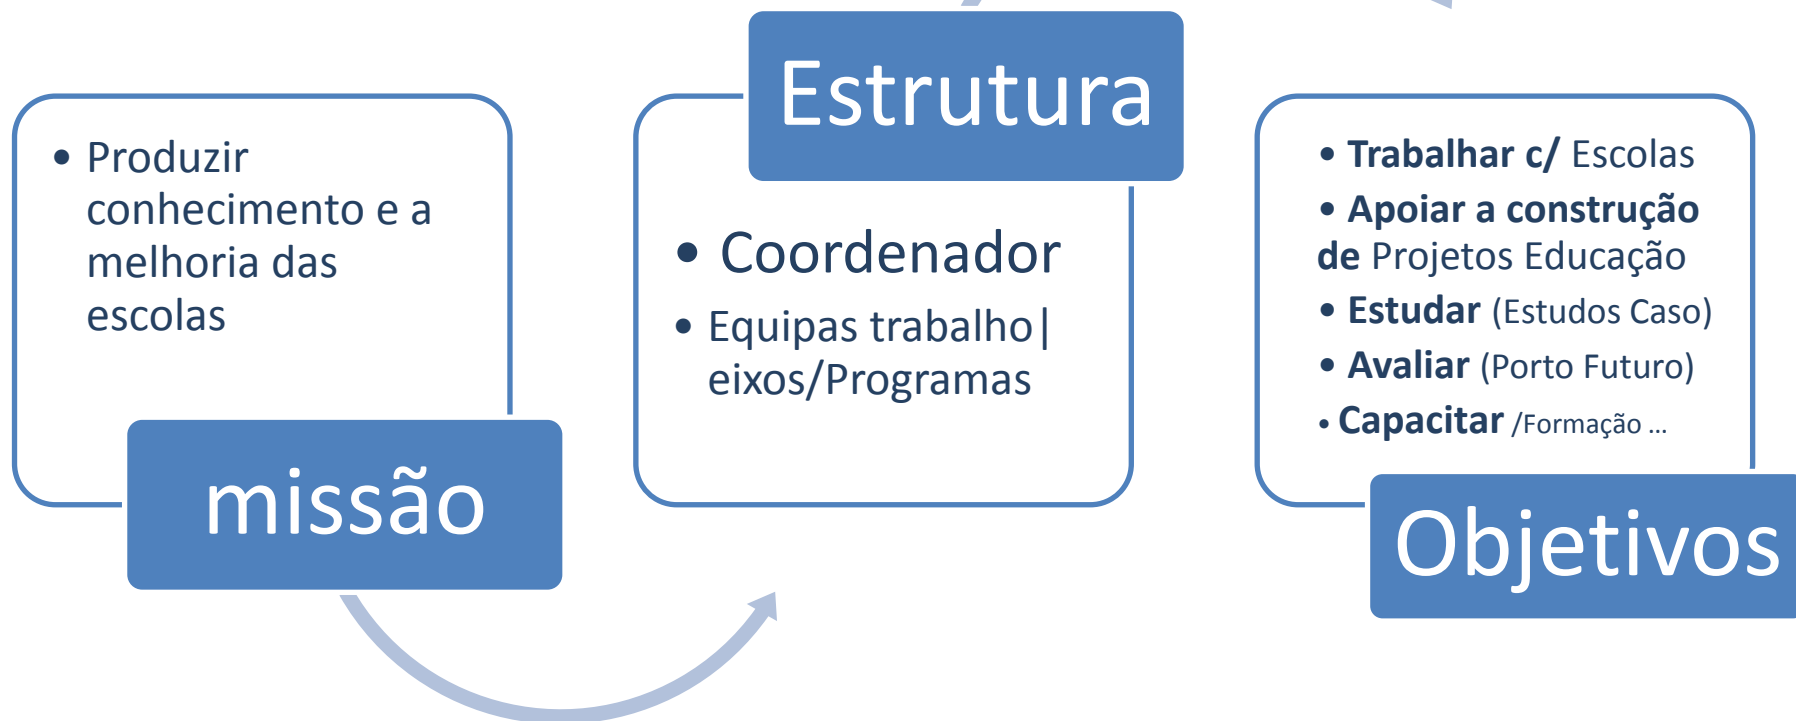 • Produzir
conhecimento e a
melhoria das
escolas
missão
Estrutura
• Coordenador
• Equipas trabalho|
eixos/Programas
• Trabalhar c/ Escolas
• Apoiar a construção
de Projetos Educação
• Estudar (Estudos Caso)
• Avaliar (Porto Futuro)
• Capacitar /Formação ...
Objetivos